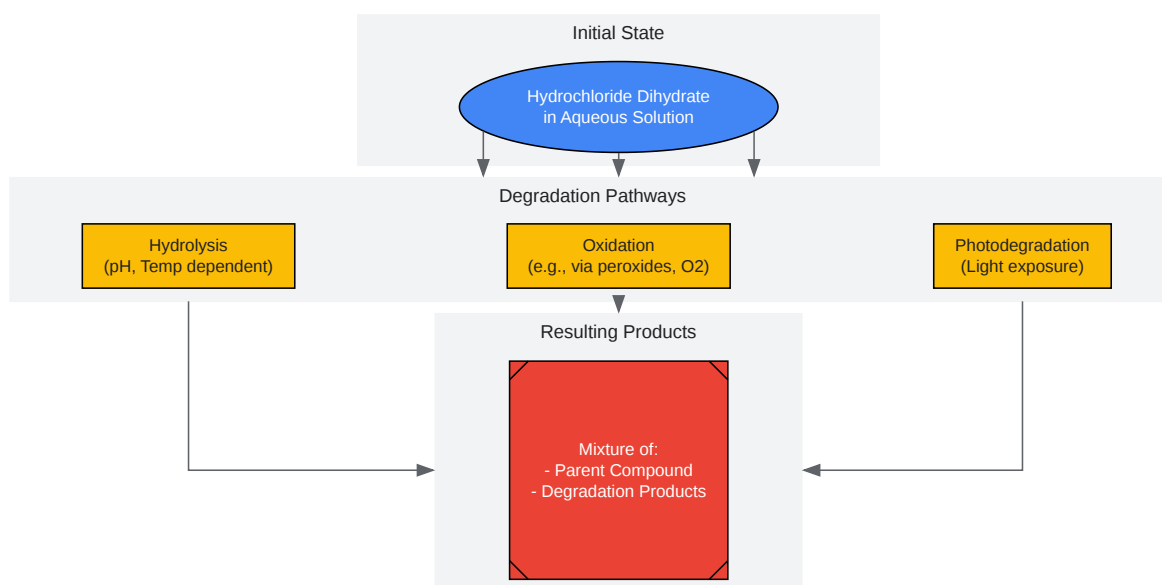 Initial State
Hydrochloride Dihydrate
in Aqueous Solution
Degradation Pathways
Hydrolysis
(pH, Temp dependent)
Oxidation
(e.g., via peroxides, O2)
Photodegradation
(Light exposure)
Resulting Products
Mixture of:
- Parent Compound
- Degradation Products